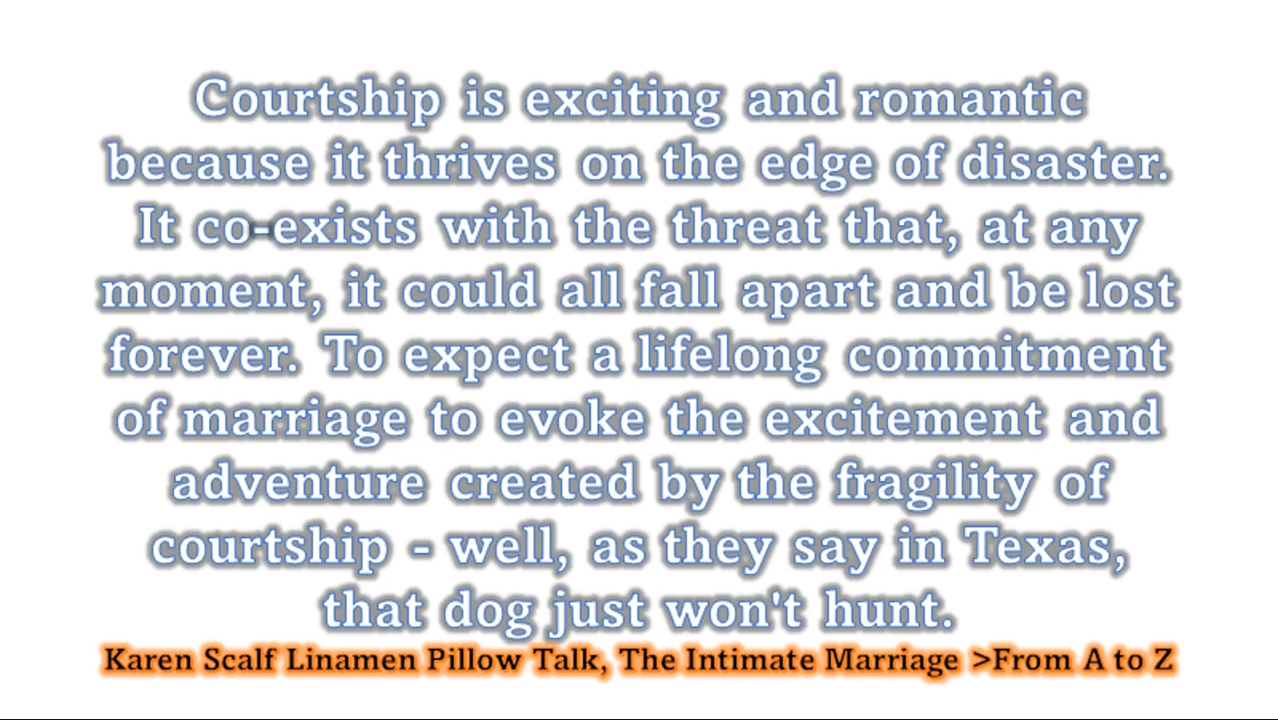 Courtship is exciting and romantic
because it thrives on the edge of disaster.
It co-exists with the threat that, at any
moment, it could all fall apart and be lost
forever. To expect a lifelong commitment
of marriage to evoke the excitement and
adventure created by the fragility of
courtship - well, as they say in Texas,
that dog just won't hunt.
Karen Scalf Linamen Pillow Talk, The Intimate Marriage >From A to Z